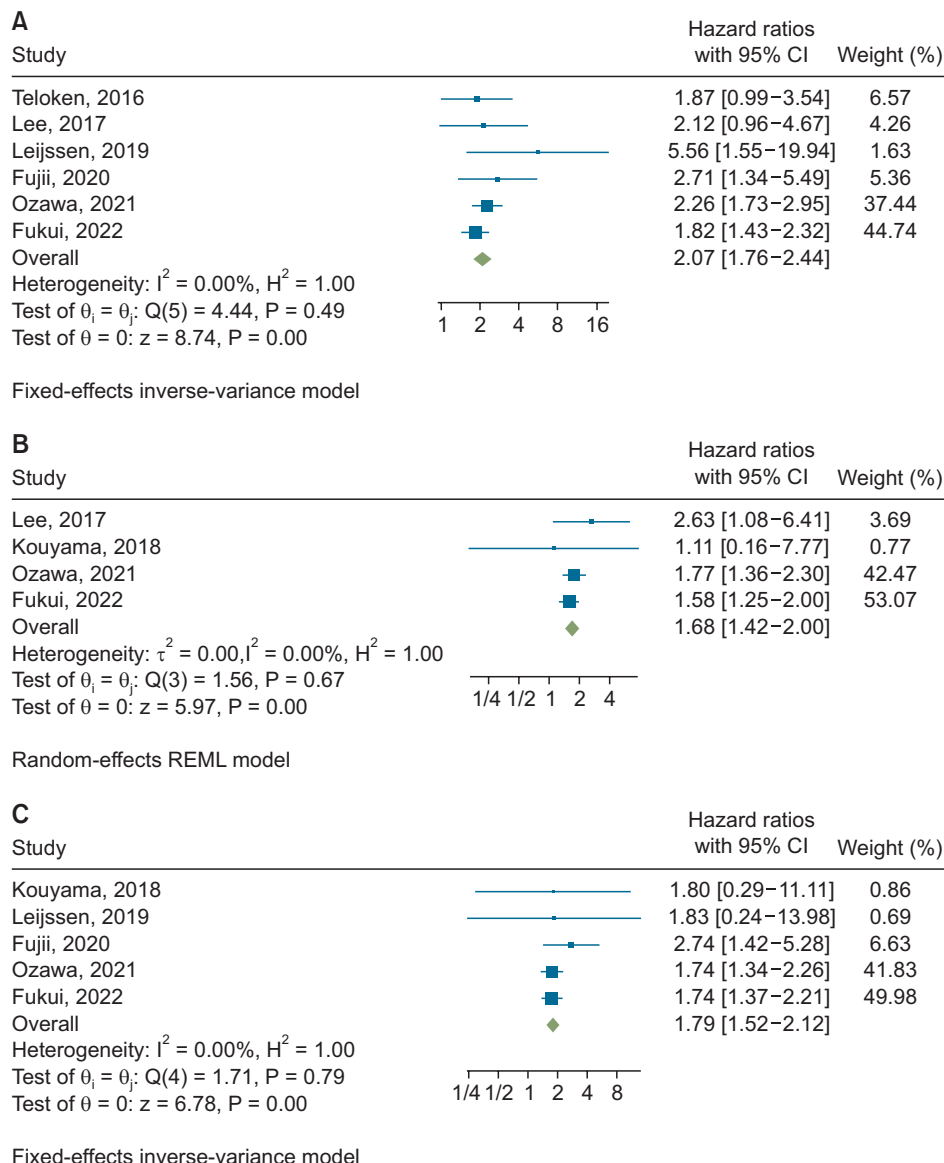 A
Hazard ratios
Study with 95% CI Weight (%)
Teloken, 2016 1.87 [0.99−3.54] 6.57
Lee, 2017 2.12 [0.96−4.67] 4.26
Leijssen, 2019 5.56 [1.55−19.94] 1.63
Fujii, 2020 2.71 [1.34−5.49] 5.36
Ozawa, 2021 2.26 [1.73−2.95] 37.44
Fukui, 2022 1.82 [1.43−2.32] 44.74
Overall 2.07 [1.76−2.44]
Heterogeneity: I² = 0.00%, H² = 1.00
Test of θi = θj: Q(5) = 4.44, P = 0.49
1 2 4 8 16
Test of θ = 0: z = 8.74, P = 0.00
Fixed-effects inverse-variance model
B
Hazard ratios
Study with 95% CI Weight (%)
Lee, 2017 2.63 [1.08−6.41] 3.69
Kouyama, 2018 1.11 [0.16−7.77] 0.77
Ozawa, 2021 1.77 [1.36−2.30] 42.47
Fukui, 2022 1.58 [1.25−2.00] 53.07
Overall 1.68 [1.42−2.00]
Heterogeneity: τ² = 0.00,I² = 0.00%, H² = 1.00
Test of θi = θj: Q(3) = 1.56, P = 0.67
1/4 1/2 1 2 4
Test of θ = 0: z = 5.97, P = 0.00
Random-effects REML model
C
Hazard ratios
Study with 95% CI Weight (%)
Kouyama, 2018 1.80 [0.29−11.11] 0.86
Leijssen, 2019 1.83 [0.24−13.98] 0.69
Fujii, 2020 2.74 [1.42−5.28] 6.63
Ozawa, 2021 1.74 [1.34−2.26] 41.83
Fukui, 2022 1.74 [1.37−2.21] 49.98
Overall 1.79 [1.52−2.12]
Heterogeneity: I² = 0.00%, H² = 1.00
Test of θi = θj: Q(4) = 1.71, P = 0.79
1/4 1/2 1 2 4 8
Test of θ = 0: z = 6.78, P = 0.00
Fixed-effects inverse-variance model